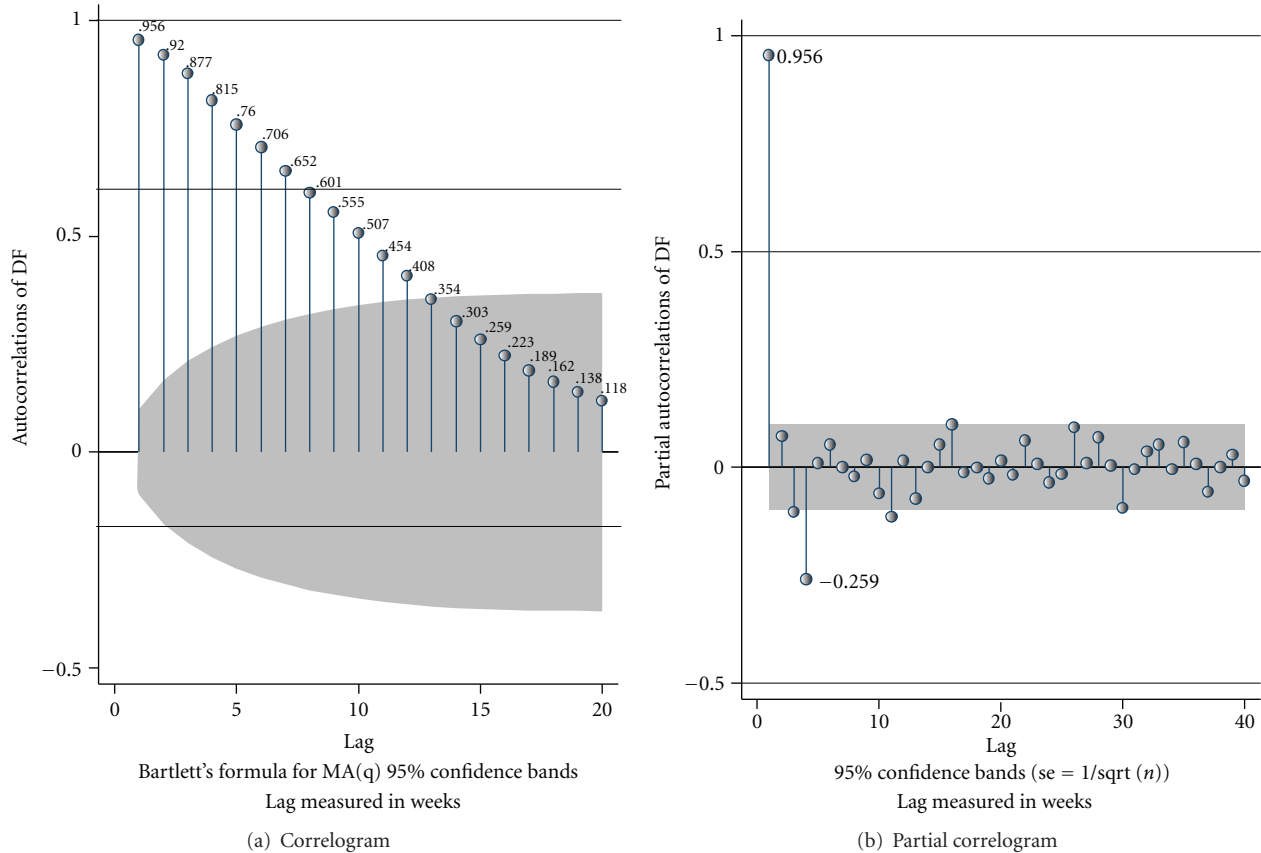 1
0.5
0
−0.5
Autocorrelations of DF
.956
.92
.877
.815
.76
.706
.652
.601
.555
.507
.454
.408
.354
.303
.259
.223
.189
.162
.138
.118
0 5 10 15 20
Lag
Bartlett's formula for MA(q) 95% confidence bands
Lag measured in weeks
(a) Correlogram
1
0.5
0
−0.5
Partial autocorrelations of DF
0.956
−0.259
0 10 20 30 40
Lag
95% confidence bands (se = 1/sqrt (n))
Lag measured in weeks
(b) Partial correlogram